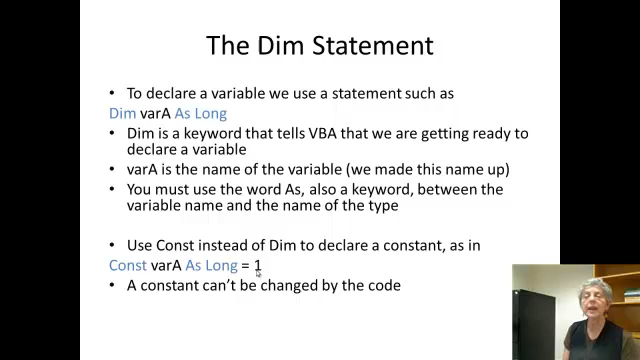 The Dim Statement
• To declare a variable we use a statement such as
Dim varA As Long
• Dim is a keyword that tells VBA that we are getting ready to
declare a variable
• varA is the name of the variable (we made this name up)
• You must use the word As, also a keyword, between the
variable name and the name of the type
• Use Const instead of Dim to declare a constant, as in
Const varA As Long = 1
• A constant can't be changed by the code